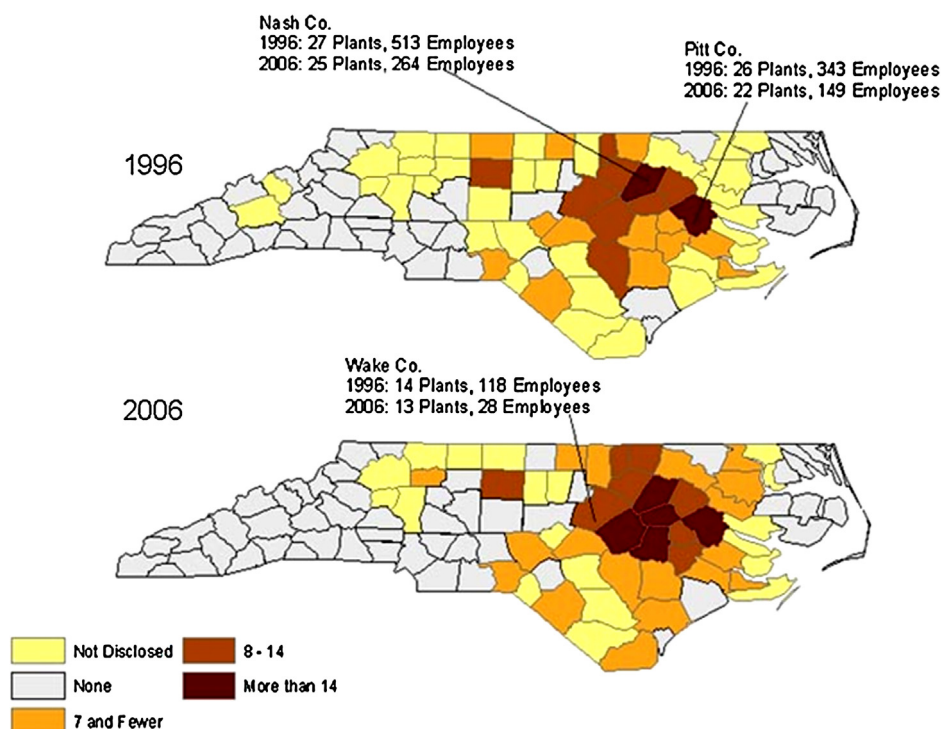 Nash Co.
1996: 27 Plants, 513 Employees
2006: 25 Plants, 264 Employees
Pitt Co.
1996: 26 Plants, 343 Employees
2006: 22 Plants, 149 Employees
1996
Wake Co.
1996: 14 Plants, 118 Employees
2006: 13 Plants, 28 Employees
2006
Not Disclosed
8 - 14
None
More than 14
7 and Fewer